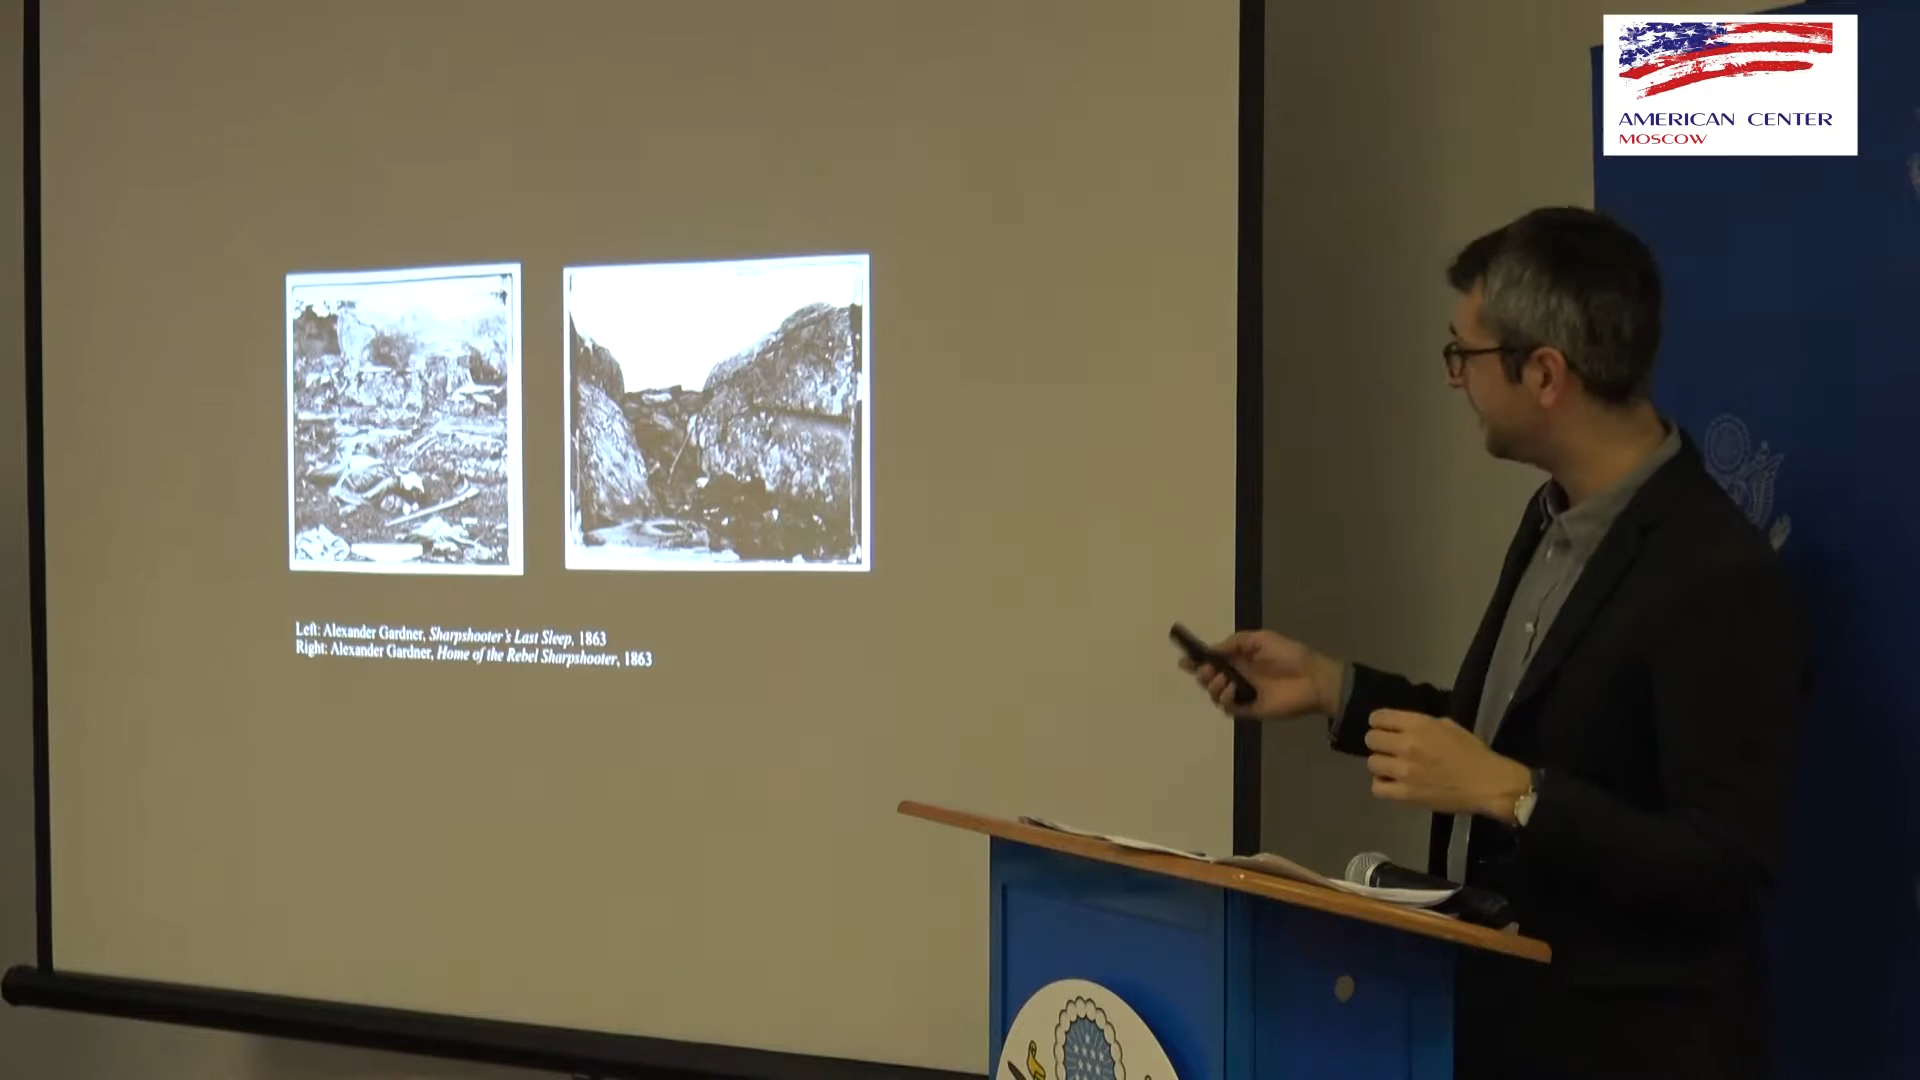 AMERICAN CENTER
MOSCOW
Left: Alexander Gardner, Sharpshooter's Last Sleep, 1863
Right: Alexander Gardner, Home of the Rebel Sharpshooter, 1863